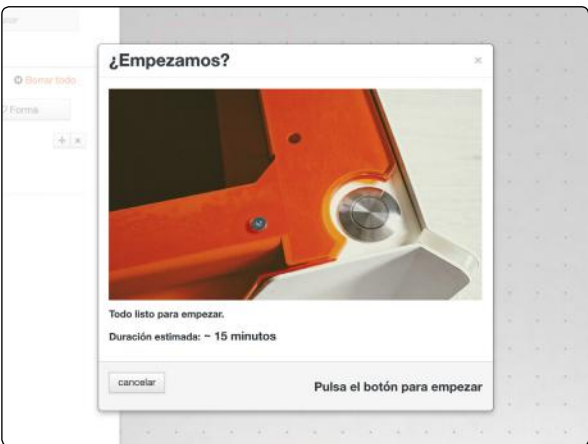 ¿Empezamos?
×
Borrar todo
Forma
Todo listo para empezar.
Duración estimada: ~ 15 minutos
cancelar
Pulsa el botón para empezar